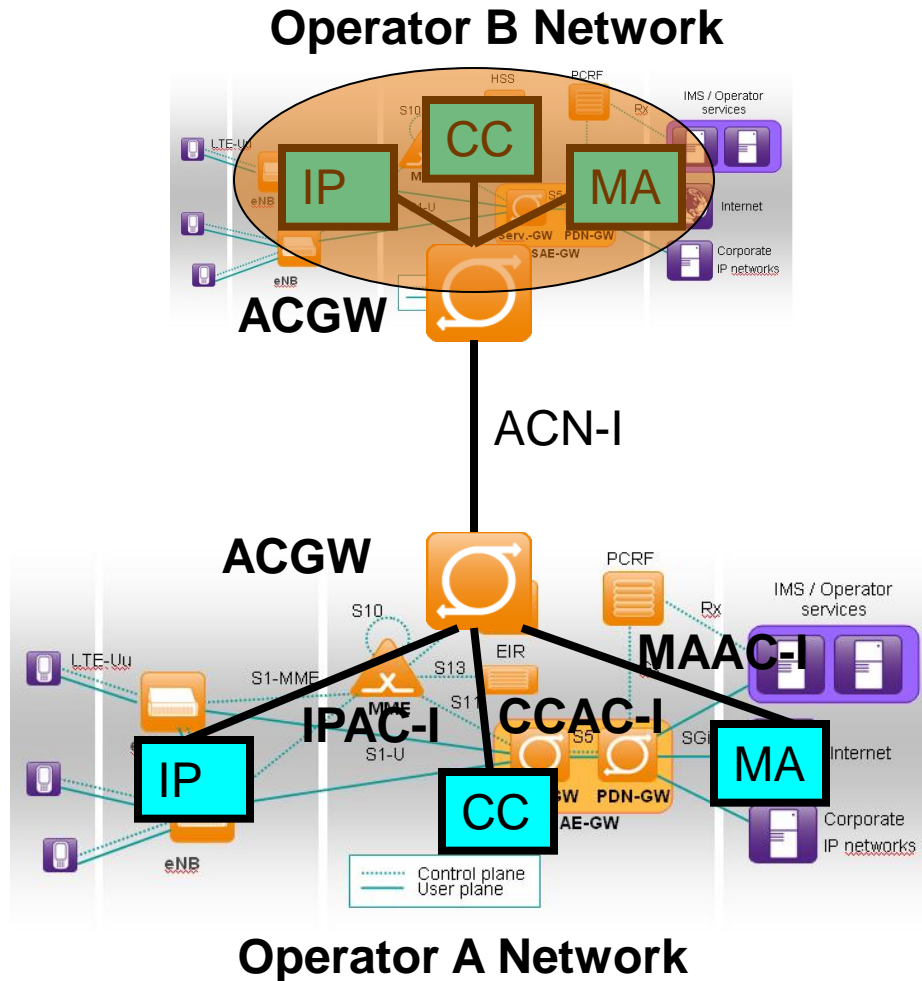 Operator B Network
HSS
PCRF
S10
Rx
IMS / Operator
services
LTE-Uu
CC
IP
MA
eNB
S1-U
S5
Internet
Serv.-GW
PDN-GW
SAE-GW
Corporate
IP networks
eNB
ACGW
ACN-I
ACGW
PCRF
IMS / Operator
services
S10
Rx
EIR
MAAC-I
LTE-Uu
S1-MME
S13
MME
S11
IPAC-I
CCAC-I
S1-U
S5
SGi
Internet
IP
MA
CC
PDN-GW
Corporate
IP networks
eNB
Control plane
User plane
Operator A Network